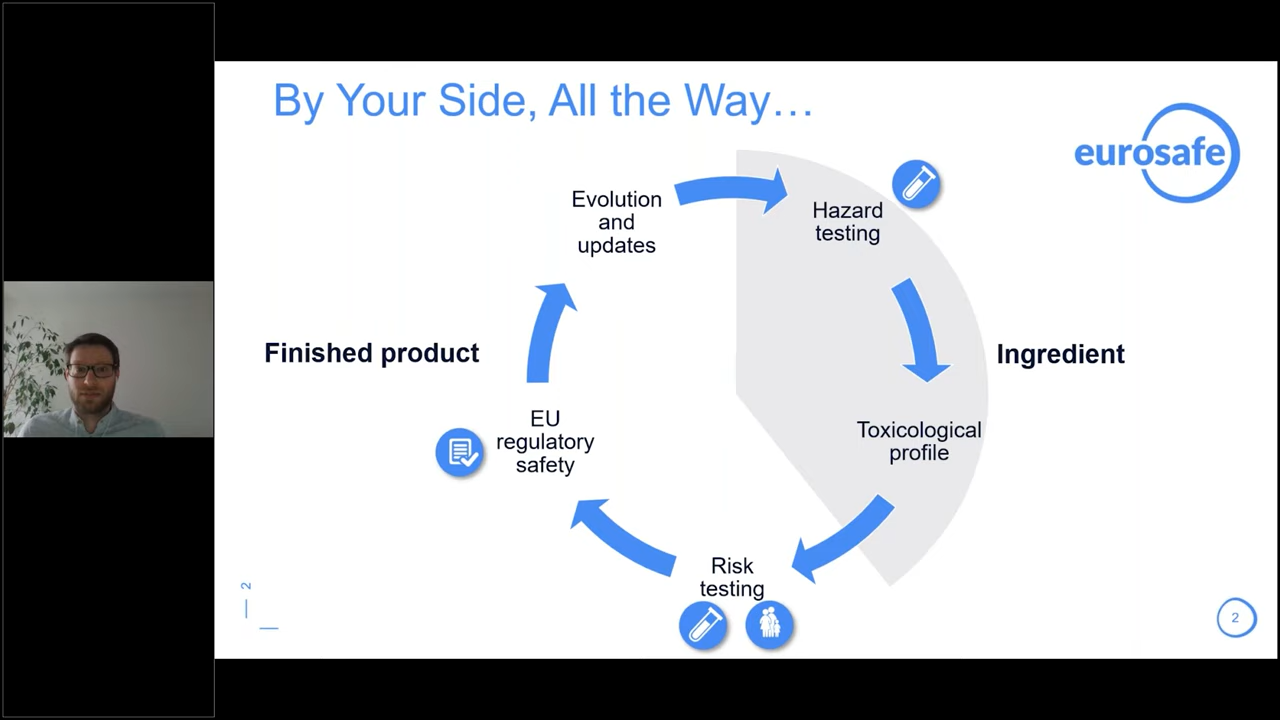 By Your Side, All the Way…
eurosafe
Evolution
and
updates
Hazard
testing
Finished product
Ingredient
EU
regulatory
safety
Toxicological
profile
Risk
testing
2
2